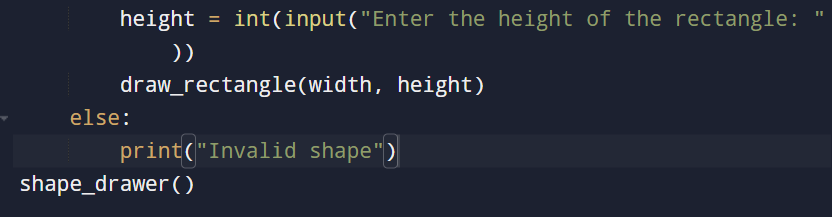 height = int(input("Enter the height of the rectangle: "
))
draw_rectangle(width, height)
else:
print("Invalid shape")
shape_drawer()